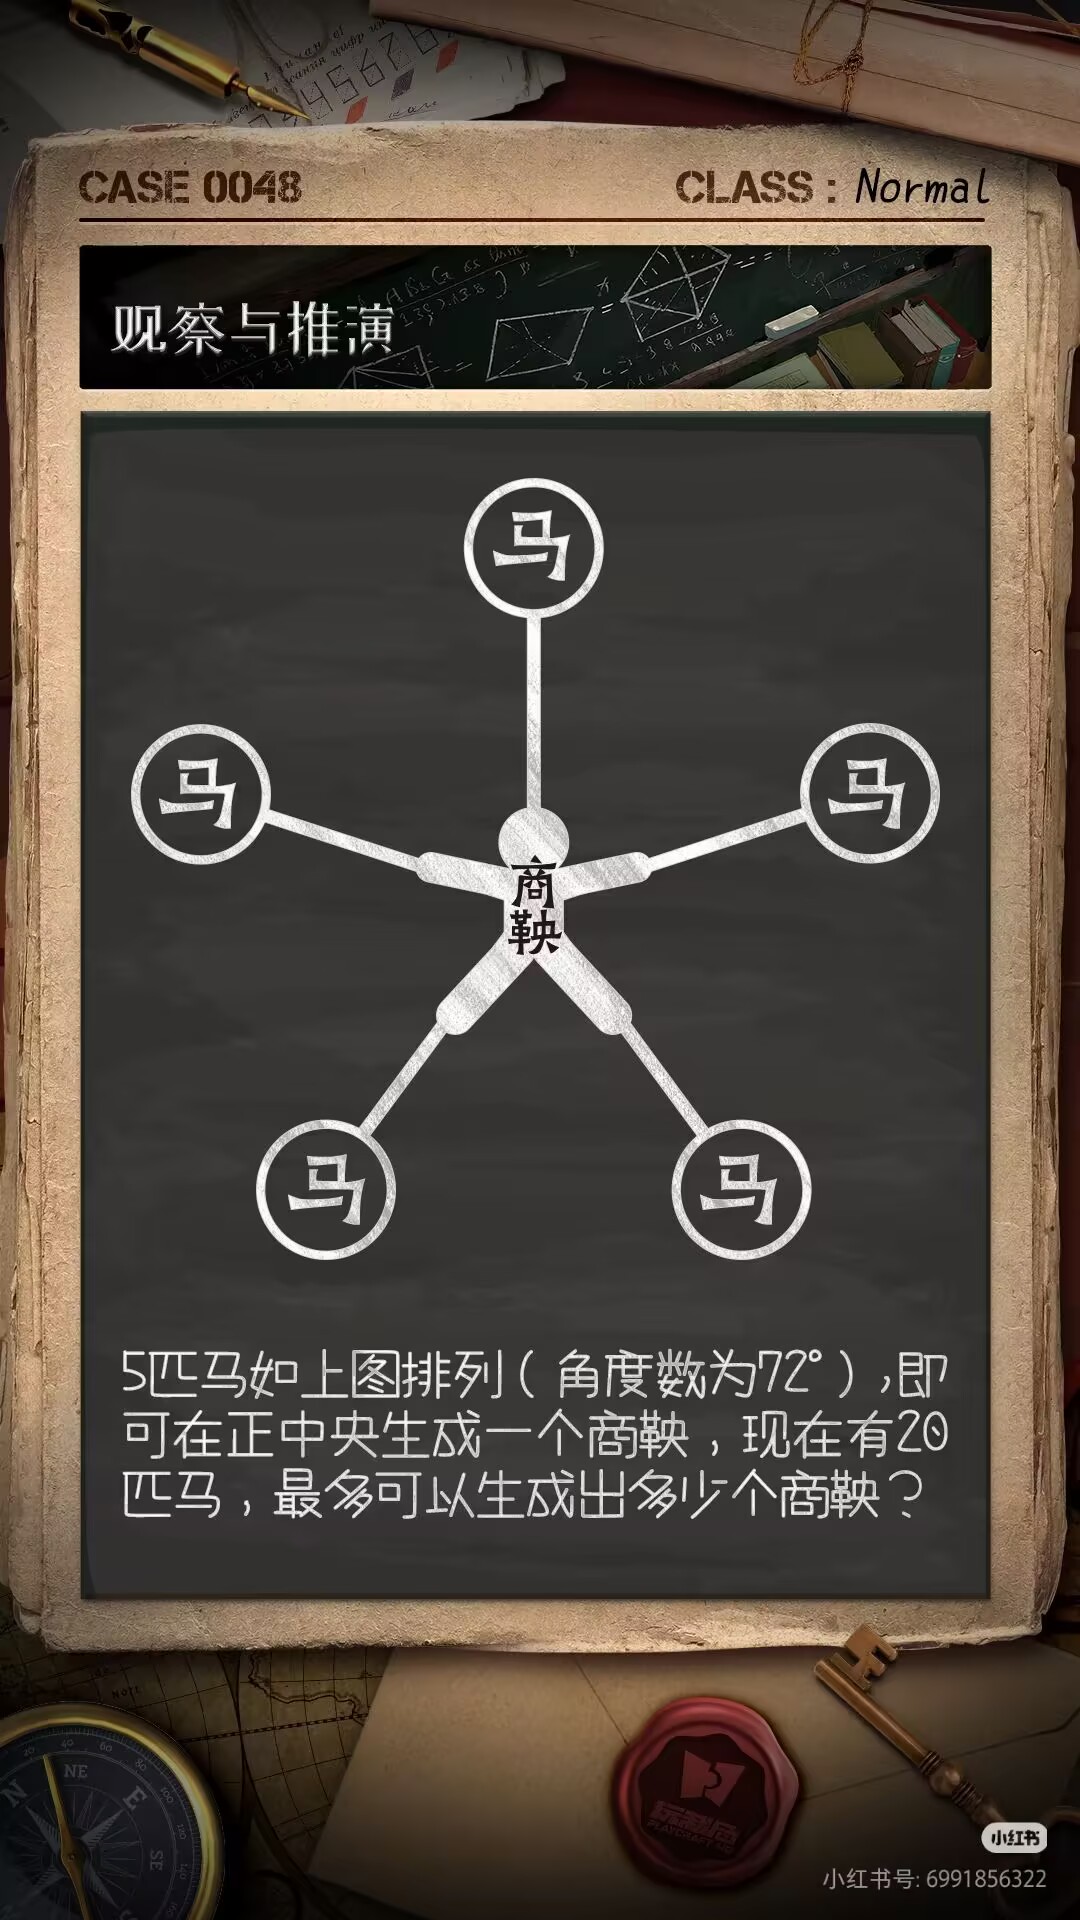 CASE 0048
CLASS : Normal
观察与推演
马
马
马
商
鞅
马
马
5匹马如上图排列(角度数为72°),即
可在正中央生成一个商鞅，现在有20
匹马，最多可以生成出多少个商鞅？
N
NE
E
SE
小红书
小红书号: 6991856322